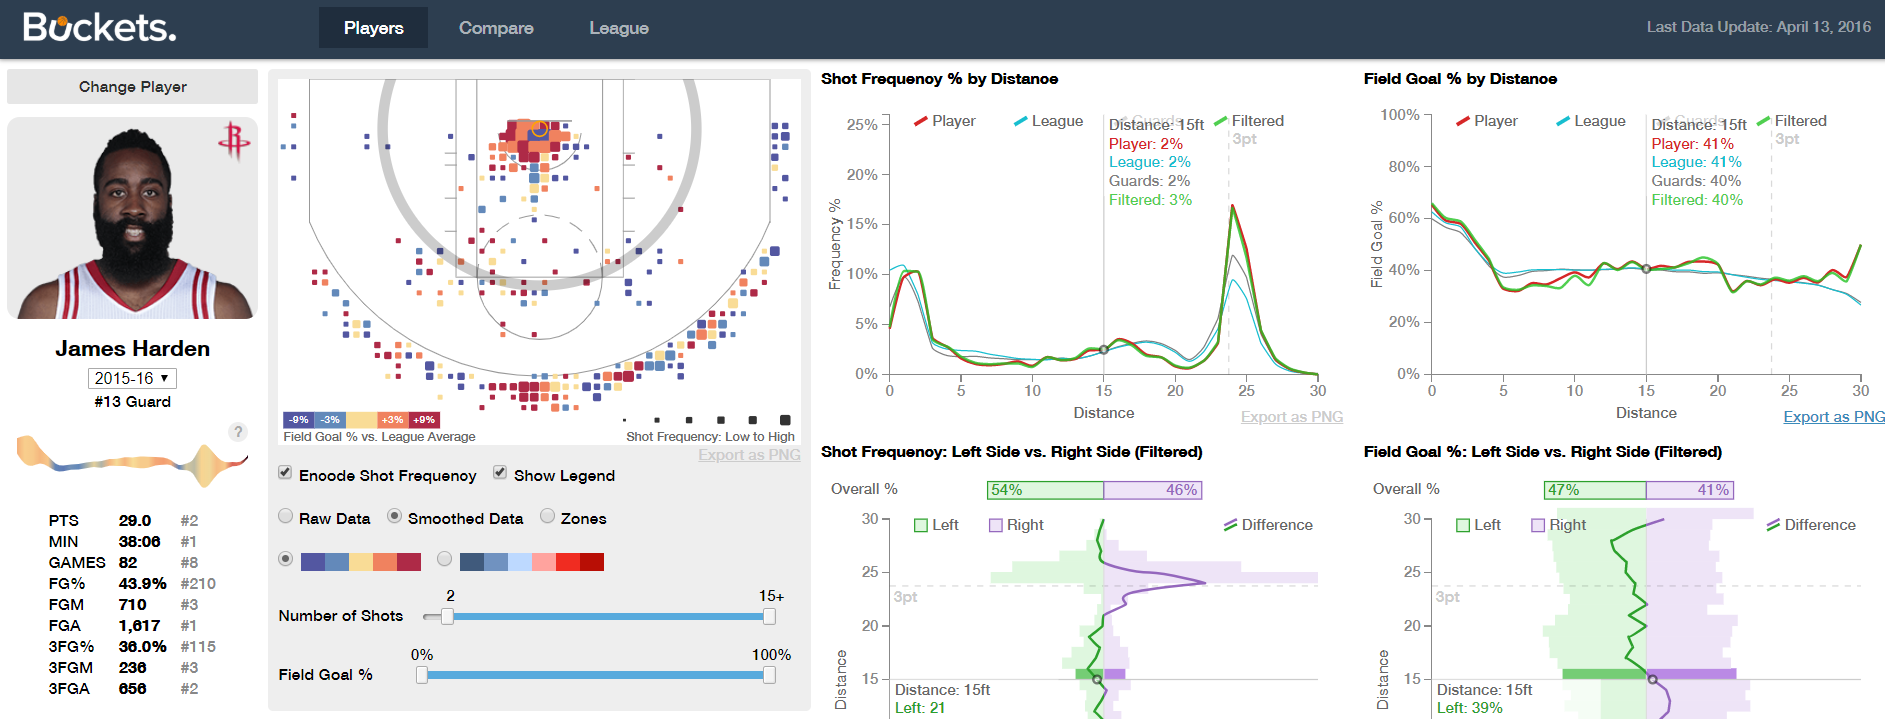 Buckets.
Players
Compare
League
Last Data Update: April 13, 2016
Change Player
James Harden
2015-16
#13 Guard
?
PTS 29.0 #2
MIN 38:06 #1
GAMES 82 #8
FG% 43.9% #210
FGM 710 #3
FGA 1,617 #1
3FG% 36.0% #115
3FGM 236 #3
3FGA 656 #2
-9% -3% +3% +9%
Field Goal % vs. League Average
Shot Frequency: Low to High
Export as PNG
Encode Shot Frequency
Show Legend
Raw Data
Smoothed Data
Zones
2 15+
Number of Shots
0% 100%
Field Goal %
Shot Frequency % by Distance
Player League Guards Filtered
Distance: 15ft
Player: 2%
League: 2%
Guards: 2%
Filtered: 3%
3pt
25%
20%
15%
10%
5%
0%
Frequency %
0 5 10 15 20 25 30
Distance
Export as PNG
Field Goal % by Distance
Player League Guards Filtered
Distance: 15ft
Player: 41%
League: 41%
Guards: 40%
Filtered: 40%
3pt
100%
80%
60%
40%
20%
0%
Field Goal %
0 5 10 15 20 25 30
Distance
Export as PNG
Shot Frequency: Left Side vs. Right Side (Filtered)
Overall % 54% 46%
Left Right Difference
30
25
3pt
20
15
Distance
Distance: 15ft
Left: 21
Field Goal %: Left Side vs. Right Side (Filtered)
Overall % 47% 41%
Left Right Difference
30
25
3pt
20
15
Distance
Distance: 15ft
Left: 39%